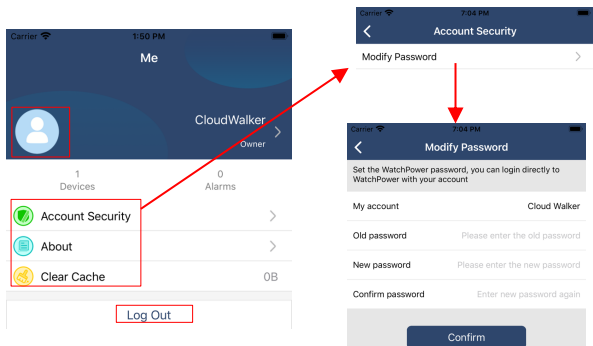 Carrier 1:50 PM
Me
CloudWalker
Owner
1 0
Devices Alarms
Account Security
About
Clear Cache 0B
Log Out
Carrier 7:04 PM
Account Security
Modify Password
Carrier 7:04 PM
Modify Password
Set the WatchPower password, you can login directly to
WatchPower with your account
My account Cloud Walker
Old password Please enter the old password
New password Please enter the new password
Confirm password Enter new password again
Confirm